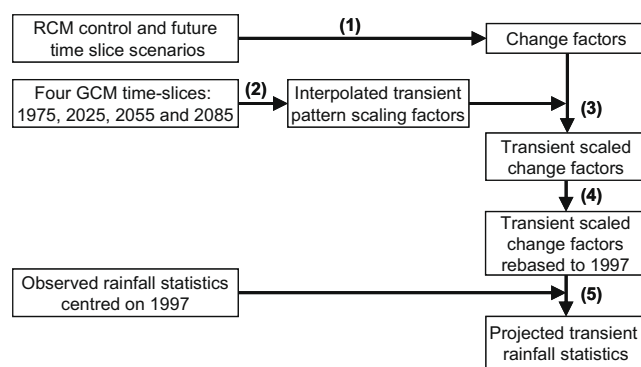 RCM control and future
time slice scenarios
(1)
Change factors
Four GCM time-slices:
1975, 2025, 2055 and 2085
(2)
Interpolated transient
pattern scaling factors
(3)
Transient scaled
change factors
(4)
Transient scaled
change factors
rebased to 1997
Observed rainfall statistics
centred on 1997
(5)
Projected transient
rainfall statistics